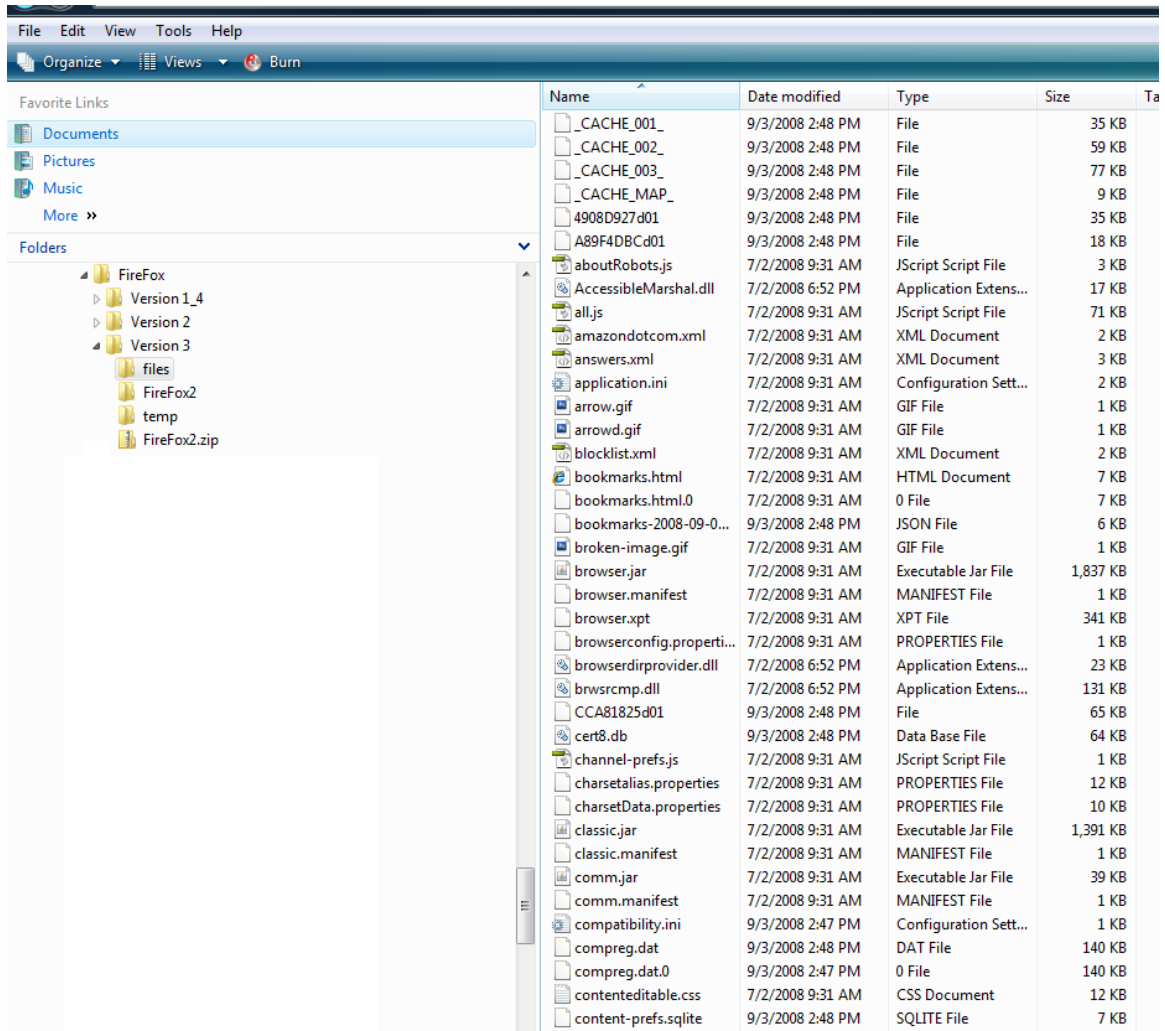 File Edit View Tools Help
Organize Views Burn
Favorite Links
Documents
Pictures
Music
More »
Folders
FireFox
Version 1_4
Version 2
Version 3
files
FireFox2
temp
FireFox2.zip
Name Date modified Type Size Ta
_CACHE_001_ 9/3/2008 2:48 PM File 35 KB
_CACHE_002_ 9/3/2008 2:48 PM File 59 KB
_CACHE_003_ 9/3/2008 2:48 PM File 77 KB
_CACHE_MAP_ 9/3/2008 2:48 PM File 9 KB
4908D927d01 9/3/2008 2:48 PM File 35 KB
A89F4DBCd01 9/3/2008 2:48 PM File 18 KB
aboutRobots.js 7/2/2008 9:31 AM JScript Script File 3 KB
AccessibleMarshal.dll 7/2/2008 6:52 PM Application Extens... 17 KB
all.js 7/2/2008 9:31 AM JScript Script File 71 KB
amazondotcom.xml 7/2/2008 9:31 AM XML Document 2 KB
answers.xml 7/2/2008 9:31 AM XML Document 3 KB
application.ini 7/2/2008 9:31 AM Configuration Sett... 2 KB
arrow.gif 7/2/2008 9:31 AM GIF File 1 KB
arrowd.gif 7/2/2008 9:31 AM GIF File 1 KB
blocklist.xml 7/2/2008 9:31 AM XML Document 2 KB
bookmarks.html 7/2/2008 9:31 AM HTML Document 7 KB
bookmarks.html.0 7/2/2008 9:31 AM 0 File 7 KB
bookmarks-2008-09-0... 9/3/2008 2:48 PM JSON File 6 KB
broken-image.gif 7/2/2008 9:31 AM GIF File 1 KB
browser.jar 7/2/2008 9:31 AM Executable Jar File 1,837 KB
browser.manifest 7/2/2008 9:31 AM MANIFEST File 1 KB
browser.xpt 7/2/2008 9:31 AM XPT File 341 KB
browserconfig.properti... 7/2/2008 9:31 AM PROPERTIES File 1 KB
browserdirprovider.dll 7/2/2008 6:52 PM Application Extens... 23 KB
brwsrcmp.dll 7/2/2008 6:52 PM Application Extens... 131 KB
CCA81825d01 9/3/2008 2:48 PM File 65 KB
cert8.db 9/3/2008 2:48 PM Data Base File 64 KB
channel-prefs.js 7/2/2008 9:31 AM JScript Script File 1 KB
charsetalias.properties 7/2/2008 9:31 AM PROPERTIES File 12 KB
charsetData.properties 7/2/2008 9:31 AM PROPERTIES File 10 KB
classic.jar 7/2/2008 9:31 AM Executable Jar File 1,391 KB
classic.manifest 7/2/2008 9:31 AM MANIFEST File 1 KB
comm.jar 7/2/2008 9:31 AM Executable Jar File 39 KB
comm.manifest 7/2/2008 9:31 AM MANIFEST File 1 KB
compatibility.ini 9/3/2008 2:47 PM Configuration Sett... 1 KB
compreg.dat 9/3/2008 2:48 PM DAT File 140 KB
compreg.dat.0 9/3/2008 2:47 PM 0 File 140 KB
contenteditable.css 7/2/2008 9:31 AM CSS Document 12 KB
content-prefs.sqlite 9/3/2008 2:48 PM SQLITE File 7 KB